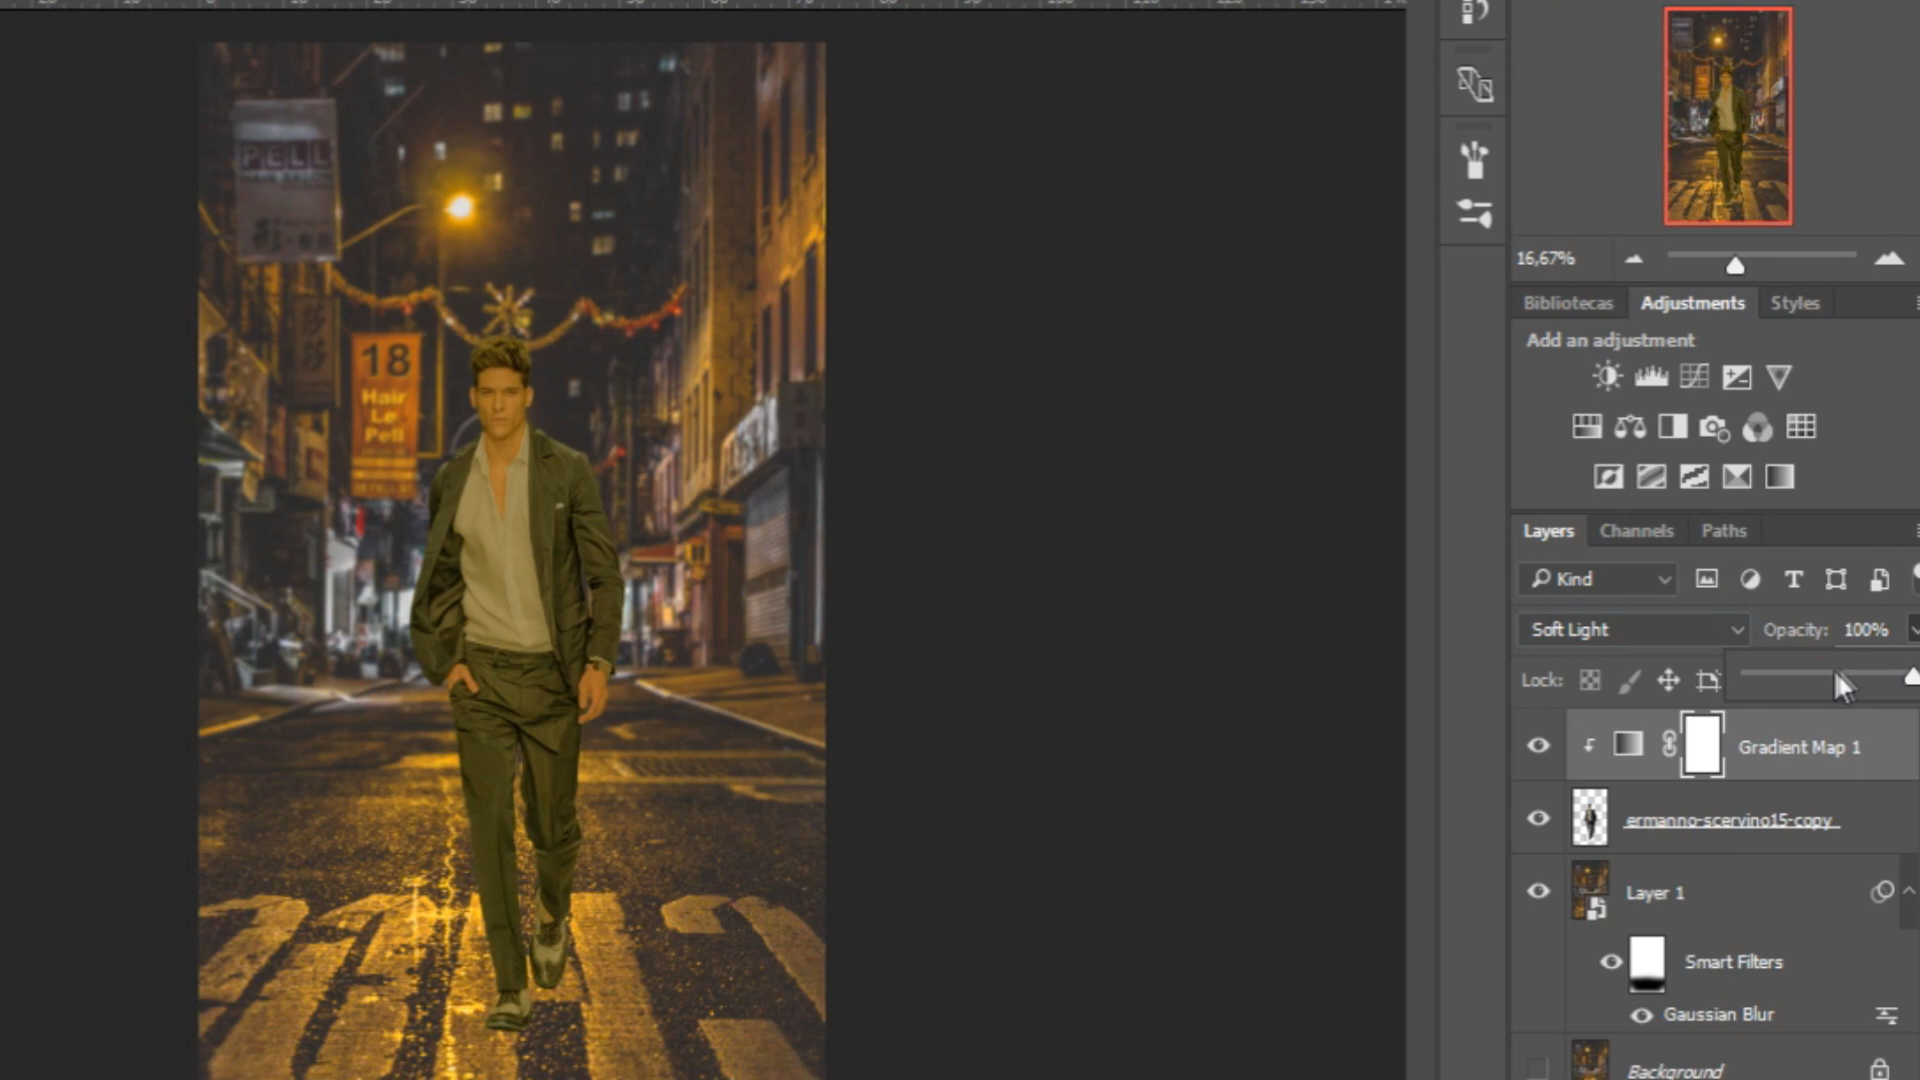 PELL
18
Hair
Le
Pell
16,67%
Bibliotecas Adjustments Styles
Add an adjustment
Layers Channels Paths
Kind
Soft Light Opacity: 100%
Lock:
Gradient Map 1
ermanno-scervino15-copy
Layer 1
Smart Filters
Gaussian Blur
Background